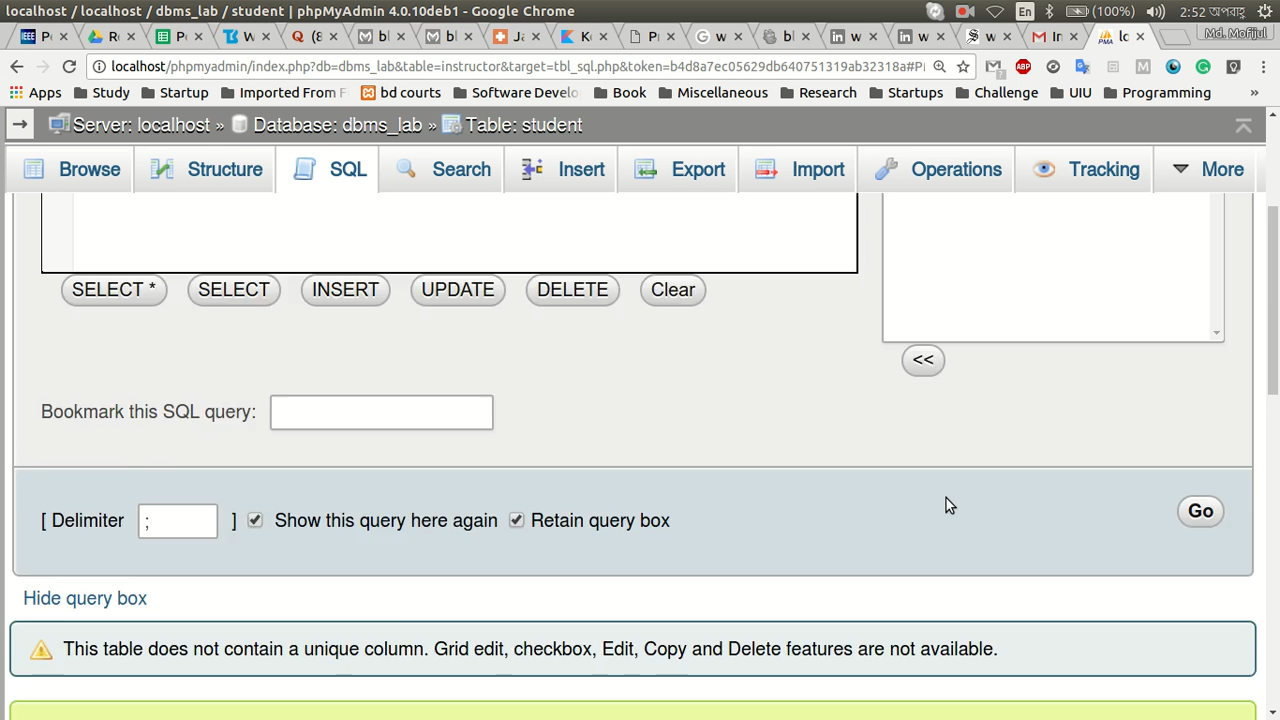 localhost / localhost / dbms_lab / student | phpMyAdmin 4.0.10deb1 - Google Chrome En (100%) 2:52 অপরাহ্ণ
Md. Mofijul
localhost/phpmyadmin/index.php?db=dbms_lab&table=instructor&target=tbl_sql.php&token=b4d8a7ec05629db640751319ab32318a#P
Apps Study Startup Imported From F bd courts Software Develo Book Miscellaneous Research Startups Challenge UIU Programming »
Server: localhost » Database: dbms_lab » Table: student
Browse Structure SQL Search Insert Export Import Operations Tracking More
SELECT * SELECT INSERT UPDATE DELETE Clear
<<
Bookmark this SQL query:
[ Delimiter ; ] Show this query here again Retain query box Go
Hide query box
This table does not contain a unique column. Grid edit, checkbox, Edit, Copy and Delete features are not available.